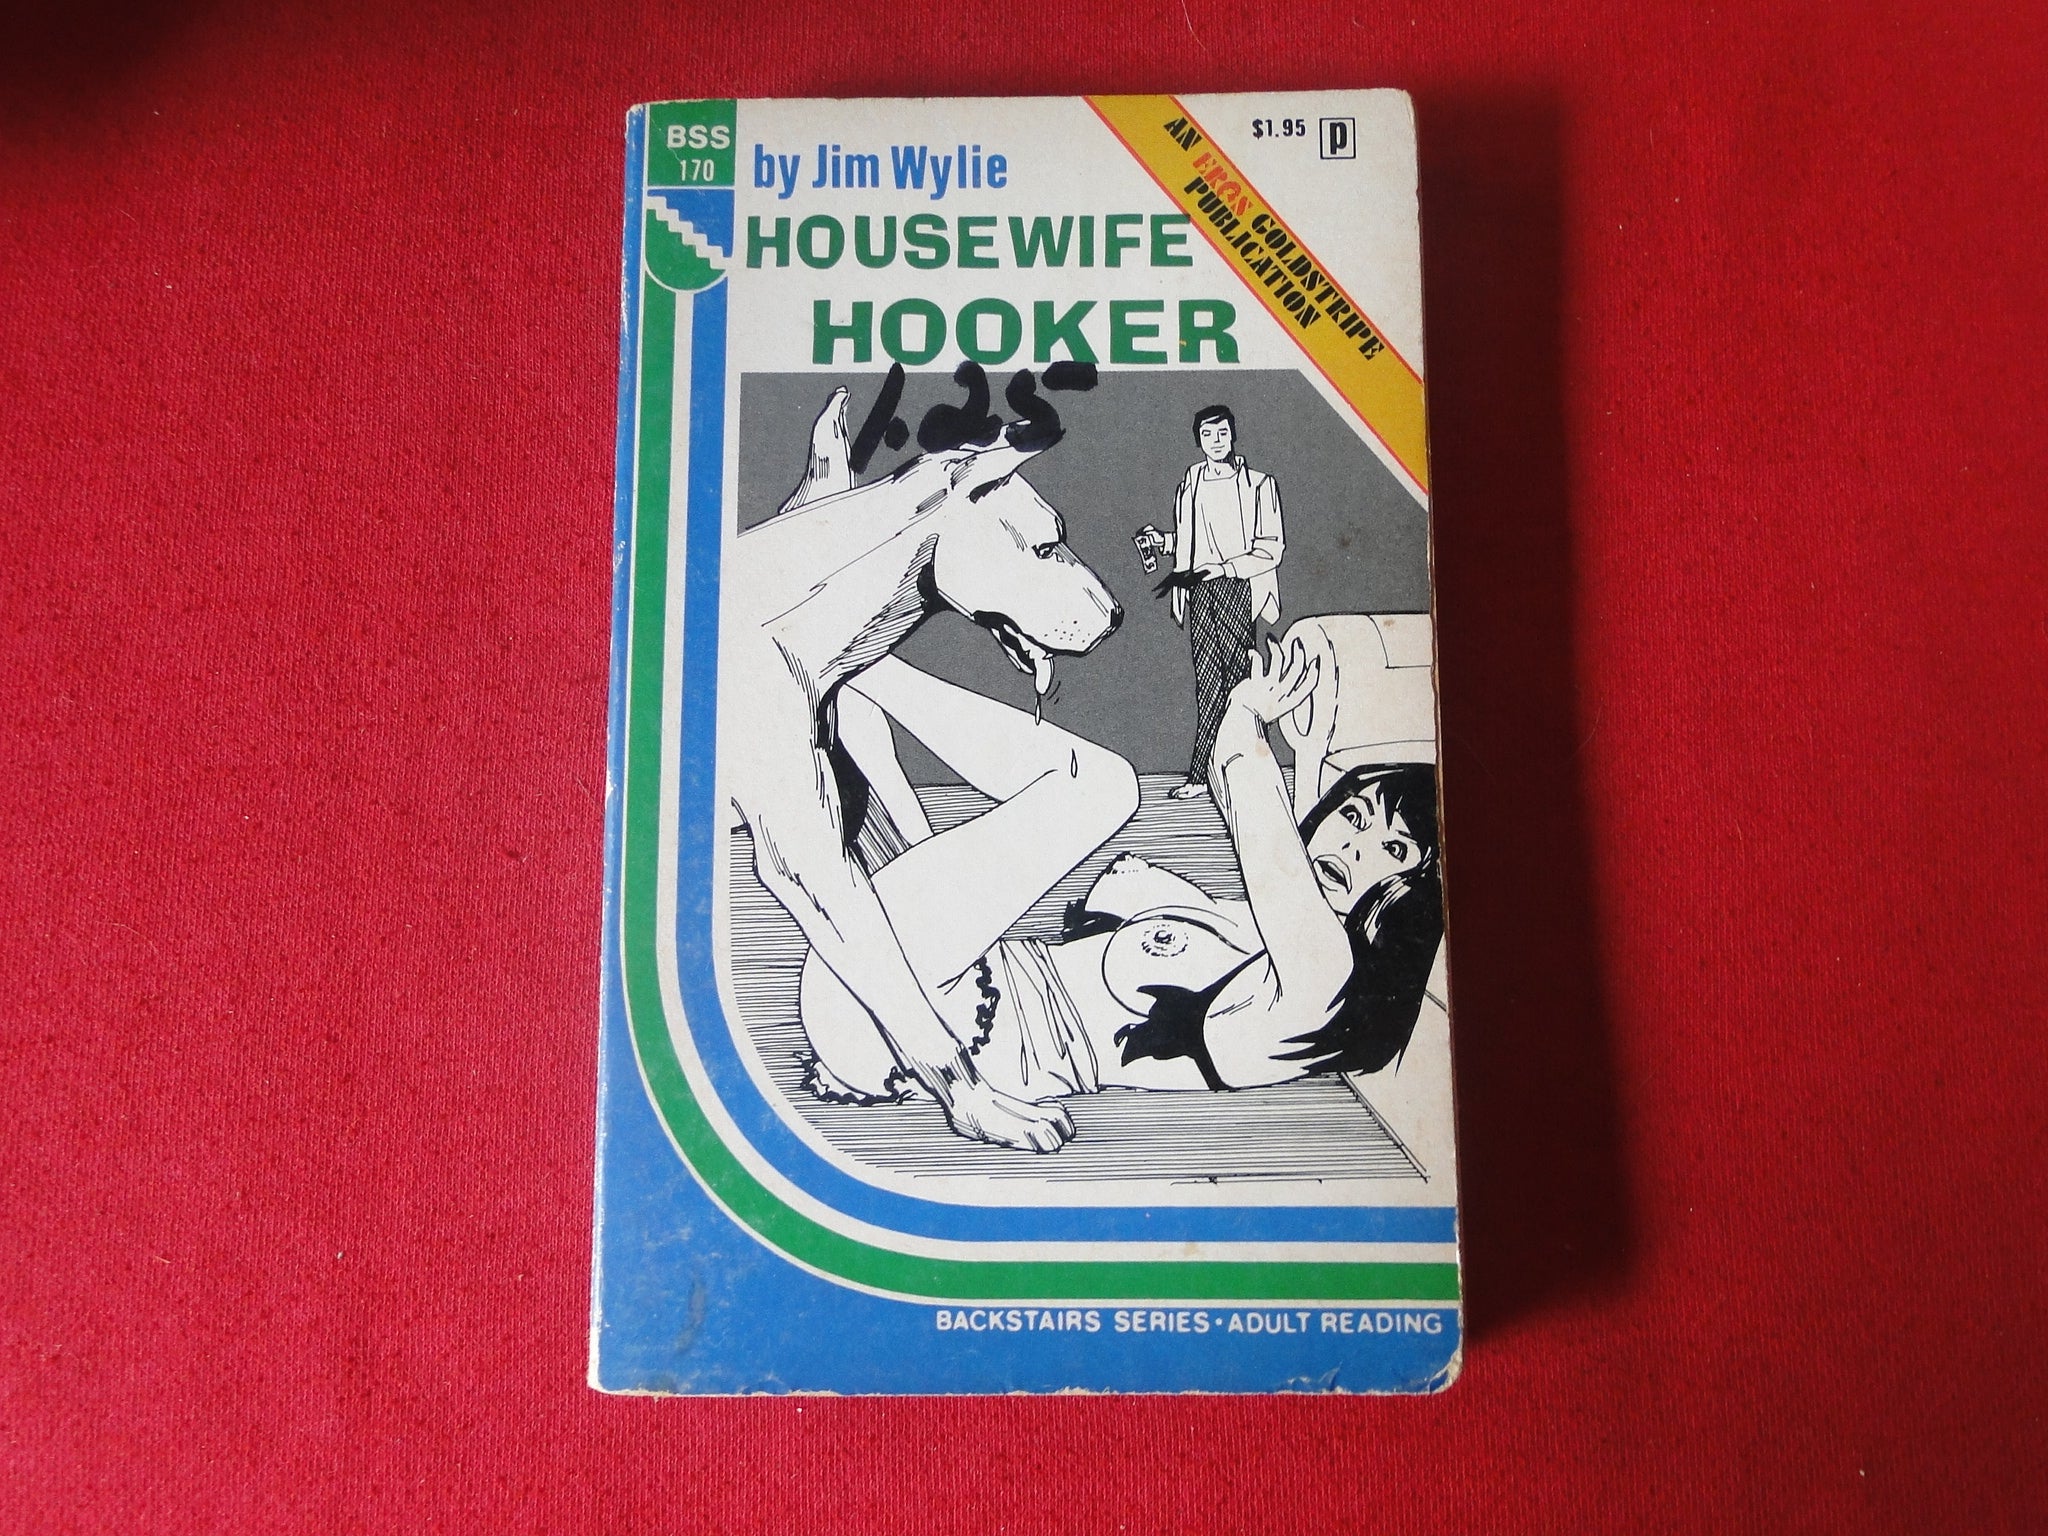 BSS
170
by Jim Wylie
HOUSEWIFE
HOOKER
AN EROS GOLDSTRIPE
PUBLICATION
$1.95 p
1.25
BACKSTAIRS SERIES·ADULT READING